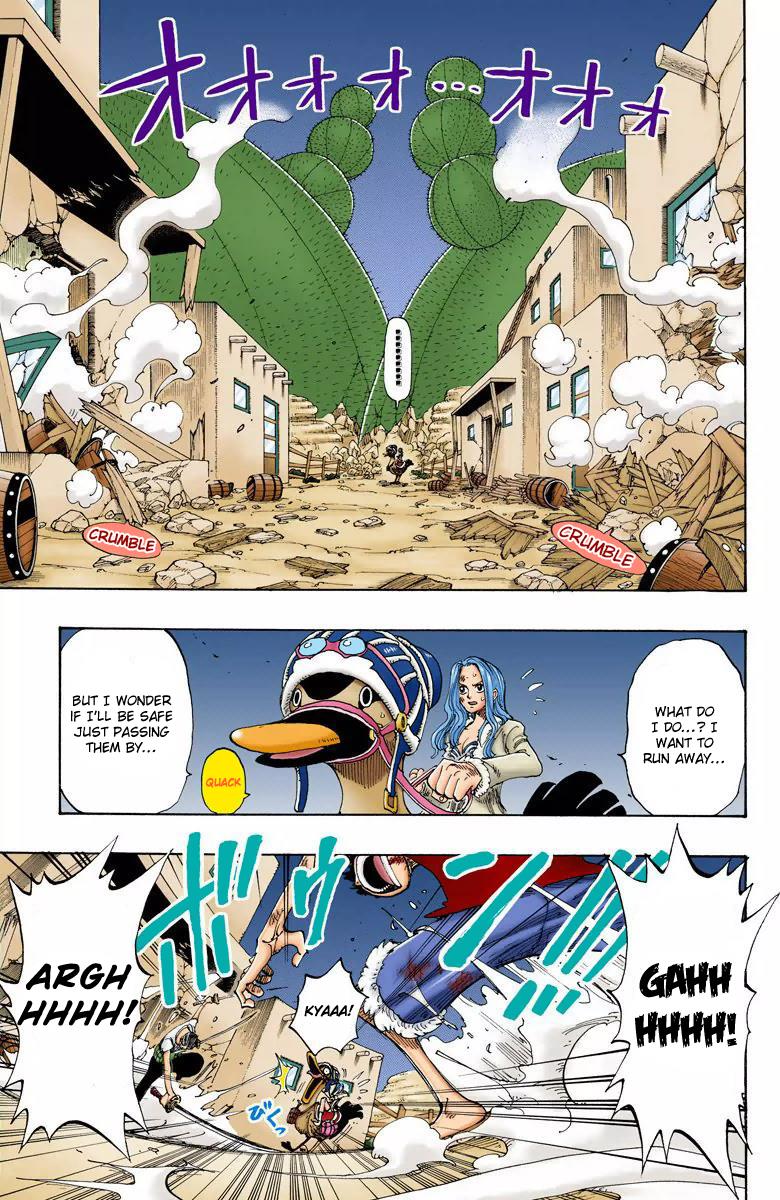 オオオオ…オオオ
CRUMBLE
CRUMBLE
WHAT DO
I DO...? I
WANT TO
RUN AWAY...
BUT I WONDER
IF I'LL BE SAFE
JUST PASSING
THEM BY...
QUACK
ボウンッ
GAHH
HHHH!
KYAAA!
ARGH
HHHH!
びくっ